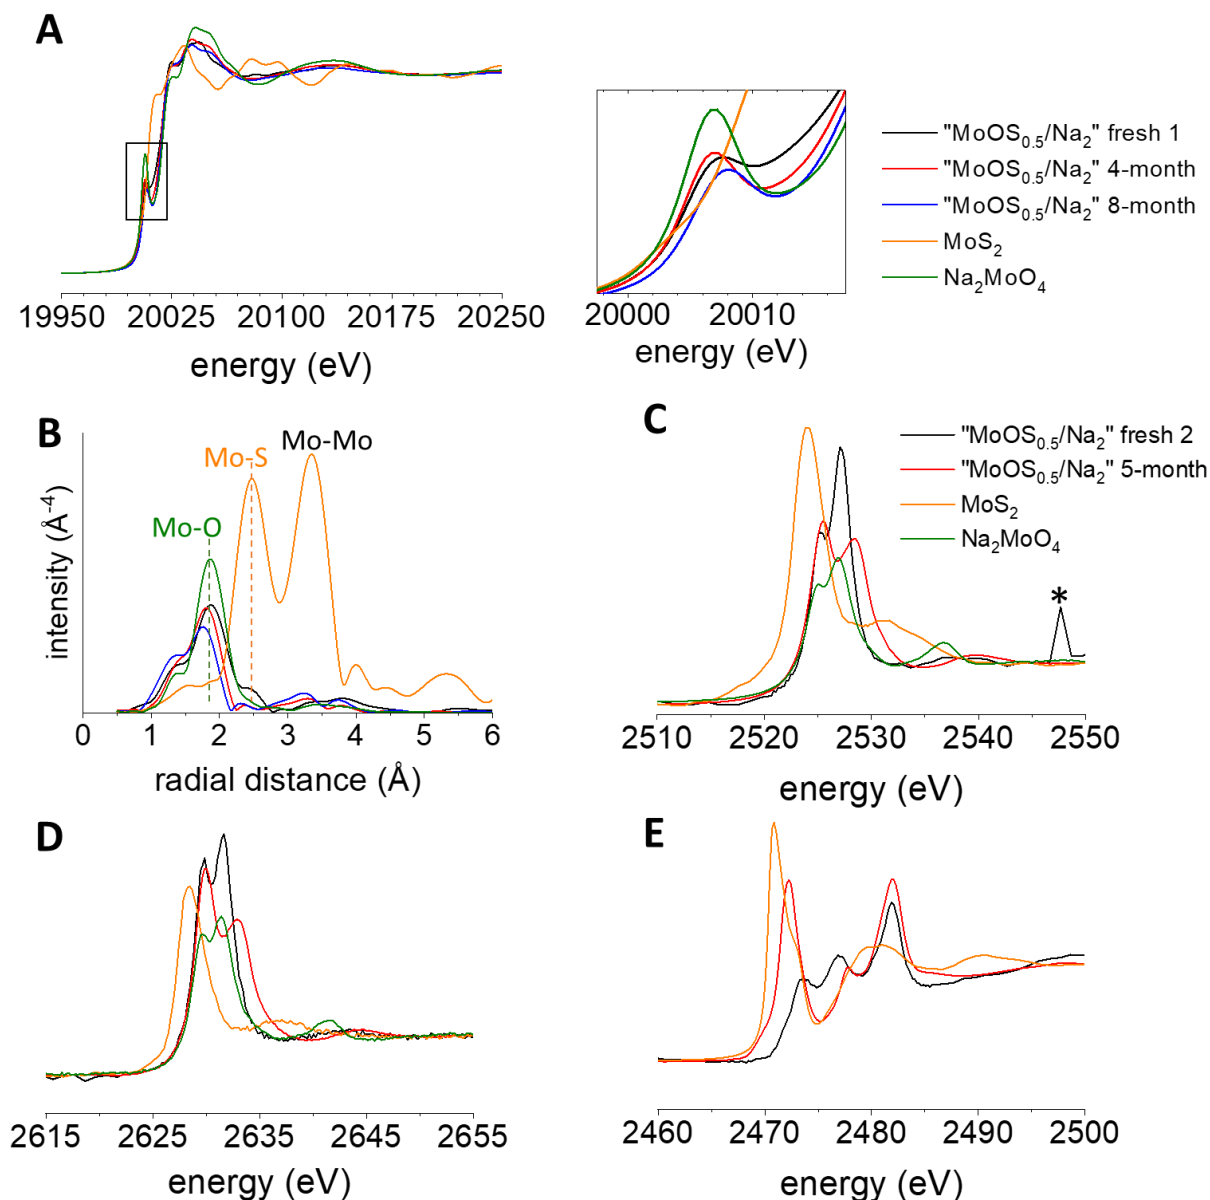 A
19950 20025 20100 20175 20250
energy (eV)
20000 20010
energy (eV)
"MoOS0.5/Na2" fresh 1
"MoOS0.5/Na2" 4-month
"MoOS0.5/Na2" 8-month
MoS2
Na2MoO4
B
Mo-Mo
Mo-S
Mo-O
intensity (Å-4)
0 1 2 3 4 5 6
radial distance (Å)
C
"MoOS0.5/Na2" fresh 2
"MoOS0.5/Na2" 5-month
MoS2
Na2MoO4
*
2510 2520 2530 2540 2550
energy (eV)
D
2615 2625 2635 2645 2655
energy (eV)
E
2460 2470 2480 2490 2500
energy (eV)